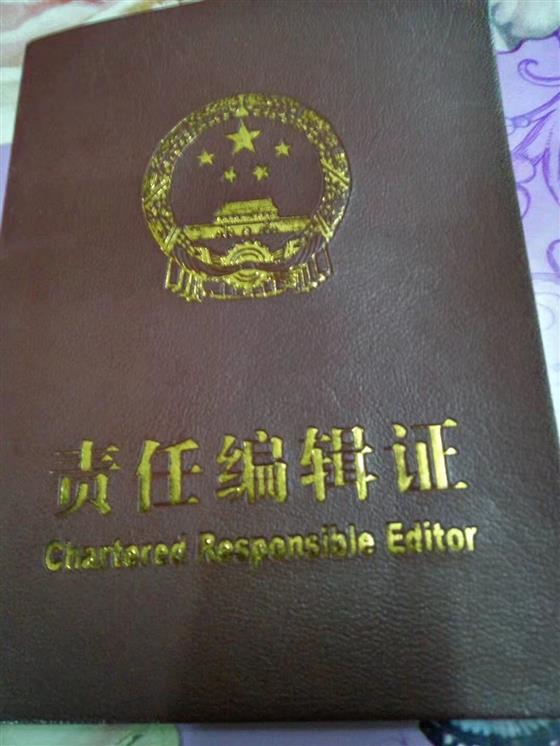 责任编辑证
Chartered Responsible Editor